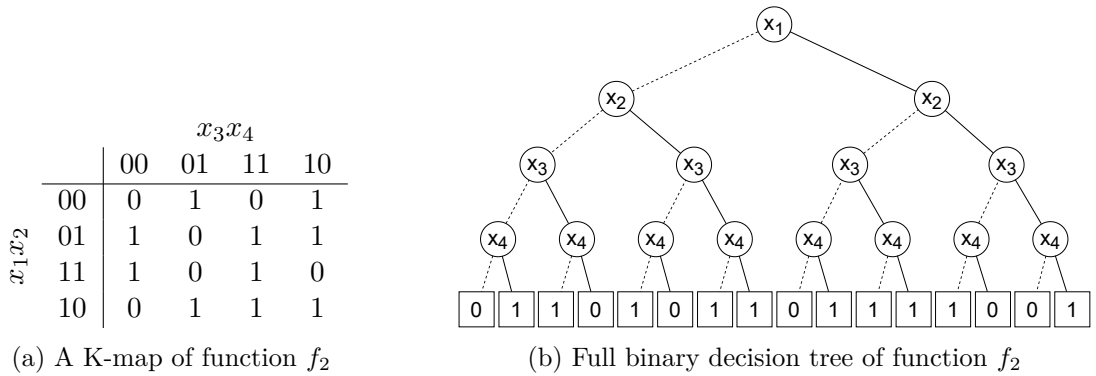 x₃x₄
00 01 11 10
00 0 1 0 1
01 1 0 1 1
11 1 0 1 0
10 0 1 1 1
x₁x₂
(a) A K-map of function f₂
x₁
x₂ x₂
x₃ x₃ x₃ x₃
x₄ x₄ x₄ x₄ x₄ x₄ x₄ x₄
0 1 1 0 1 0 1 1 0 1 1 1 1 0 0 1
(b) Full binary decision tree of function f₂